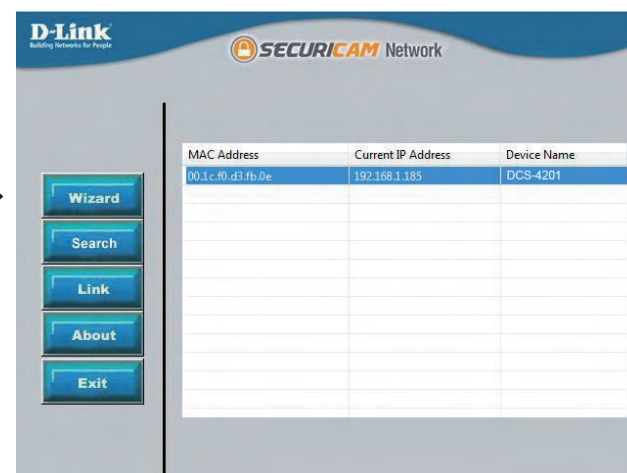 D-Link
Building Networks for People
SECURICAM Network
MAC Address Current IP Address Device Name
00.1c.f0.d3.fb.0e 192.168.1.185 DCS-4201
Wizard
Search
Link
About
Exit